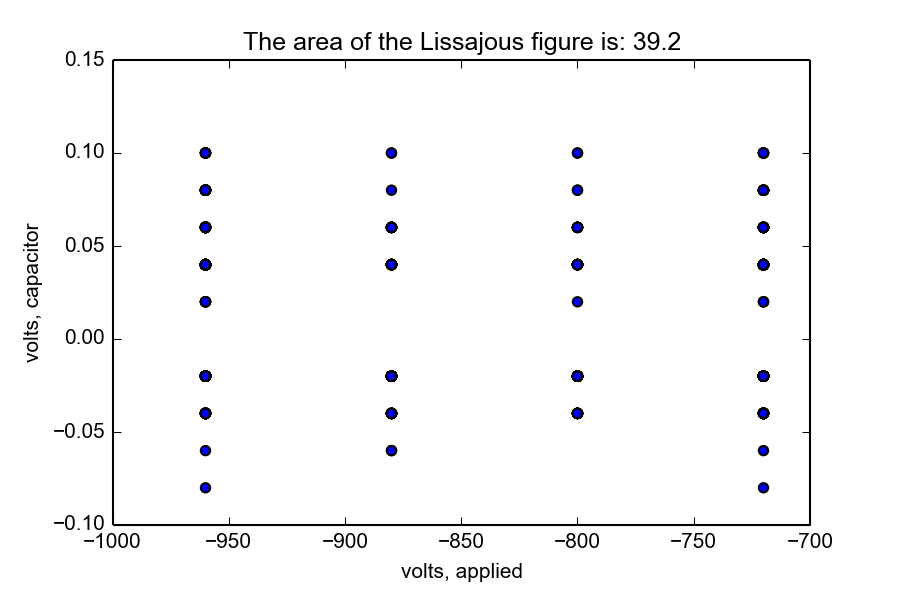 The area of the Lissajous figure is: 39.2
0.15
0.10
0.05
0.00
−0.05
−0.10
−1000 −950 −900 −850 −800 −750 −700
volts, capacitor
volts, applied